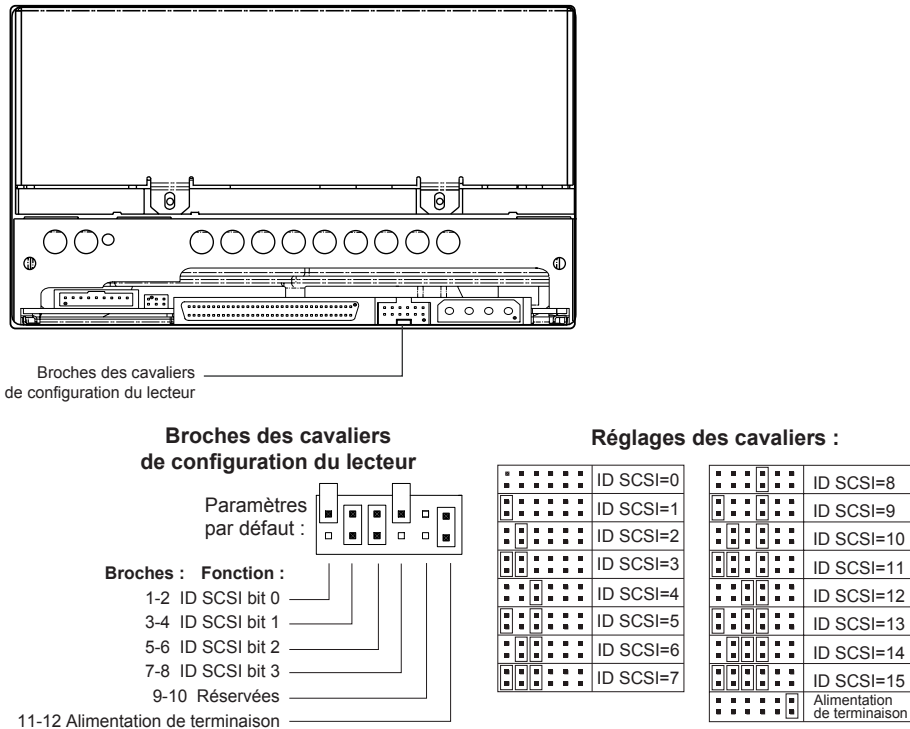 Broches des cavaliers
de configuration du lecteur
Broches des cavaliers
de configuration du lecteur
Paramètres
par défaut :
Broches : Fonction :
1-2 ID SCSI bit 0
3-4 ID SCSI bit 1
5-6 ID SCSI bit 2
7-8 ID SCSI bit 3
9-10 Réservées
11-12 Alimentation de terminaison
Réglages des cavaliers :
ID SCSI=0
ID SCSI=1
ID SCSI=2
ID SCSI=3
ID SCSI=4
ID SCSI=5
ID SCSI=6
ID SCSI=7
ID SCSI=8
ID SCSI=9
ID SCSI=10
ID SCSI=11
ID SCSI=12
ID SCSI=13
ID SCSI=14
ID SCSI=15
Alimentation
de terminaison